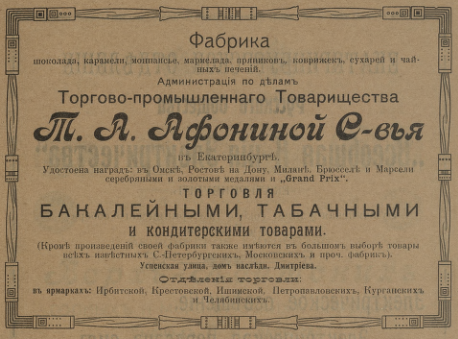 Фабрика
шоколада, карамели, монпансье, мармелада, пряниковъ, коврижекъ, сухарей и чай-
ныхъ печеній.
Администрація по дѣламъ
Торгово-промышленнаго Товарищества
Т. А. Афониной С-вья
въ Екатеринбургѣ.
Удостоена наградъ: въ Омскѣ, Ростовѣ на Дону, Миланѣ, Брюсселѣ и Марсели
серебряными и золотыми медалями и „Grand Prix“.
ТОРГОВЛЯ
БАКАЛЕЙНЫМИ, ТАБАЧНЫМИ
и кондитерскими товарами.
(Кромѣ произведеній своей фабрики также имѣются въ большомъ выборѣ товары
всѣхъ извѣстныхъ С.-Петербургскихъ, Московскихъ и проч. фабрикъ).
Успенская улица, домъ наслѣдн. Дмитріева.
Отдѣленія торговли:
въ ярмаркахъ: Ирбитской, Крестовской, Ишимской, Петропавловскихъ, Курганскихъ
и Челябинскихъ.